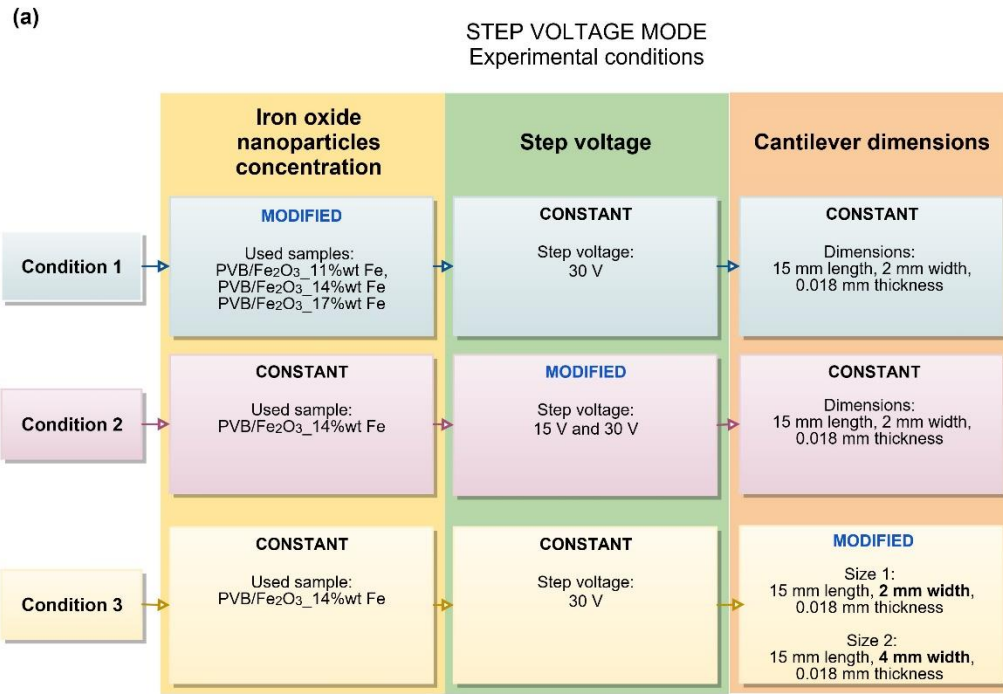 (a)
STEP VOLTAGE MODE
Experimental conditions
Iron oxide
nanoparticles
concentration
Step voltage
Cantilever dimensions
Condition 1
MODIFIED
Used samples:
PVB/Fe₂O₃_11%wt Fe,
PVB/Fe₂O₃_14%wt Fe
PVB/Fe₂O₃_17%wt Fe
CONSTANT
Step voltage:
30 V
CONSTANT
Dimensions:
15 mm length, 2 mm width,
0.018 mm thickness
Condition 2
CONSTANT
Used sample:
PVB/Fe₂O₃_14%wt Fe
MODIFIED
Step voltage:
15 V and 30 V
CONSTANT
Dimensions:
15 mm length, 2 mm width,
0.018 mm thickness
Condition 3
CONSTANT
Used sample:
PVB/Fe₂O₃_14%wt Fe
CONSTANT
Step voltage:
30 V
MODIFIED
Size 1:
15 mm length, 2 mm width,
0.018 mm thickness
Size 2:
15 mm length, 4 mm width,
0.018 mm thickness